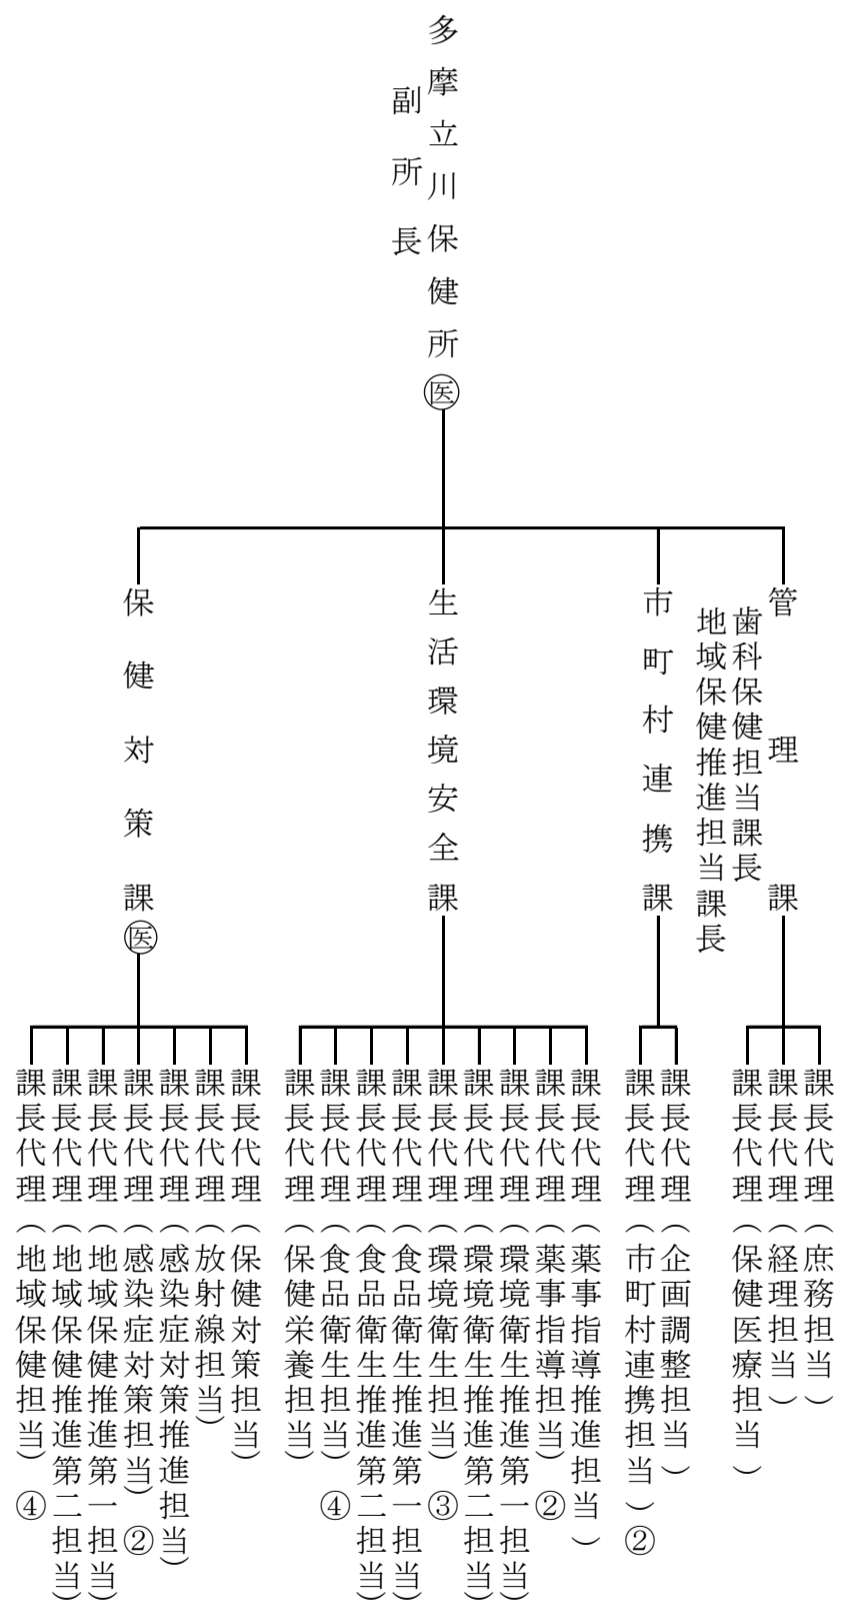 多摩立川保健所㊩
副所長
管理課
歯科保健担当課長
地域保健推進担当課長
課長代理（庶務担当）
課長代理（経理担当）
課長代理（保健医療担当）
市町村連携課
課長代理（企画調整担当）
課長代理（市町村連携担当）②
生活環境安全課
課長代理（薬事指導推進担当）
課長代理（薬事指導担当）②
課長代理（環境衛生推進第一担当）
課長代理（環境衛生推進第二担当）
課長代理（環境衛生担当）③
課長代理（食品衛生推進第一担当）
課長代理（食品衛生推進第二担当）
課長代理（食品衛生担当）④
課長代理（保健栄養担当）
保健対策課㊩
課長代理（保健対策担当）
課長代理（放射線担当）
課長代理（感染症対策推進担当）
課長代理（感染症対策担当）②
課長代理（地域保健推進第一担当）
課長代理（地域保健推進第二担当）
課長代理（地域保健担当）④